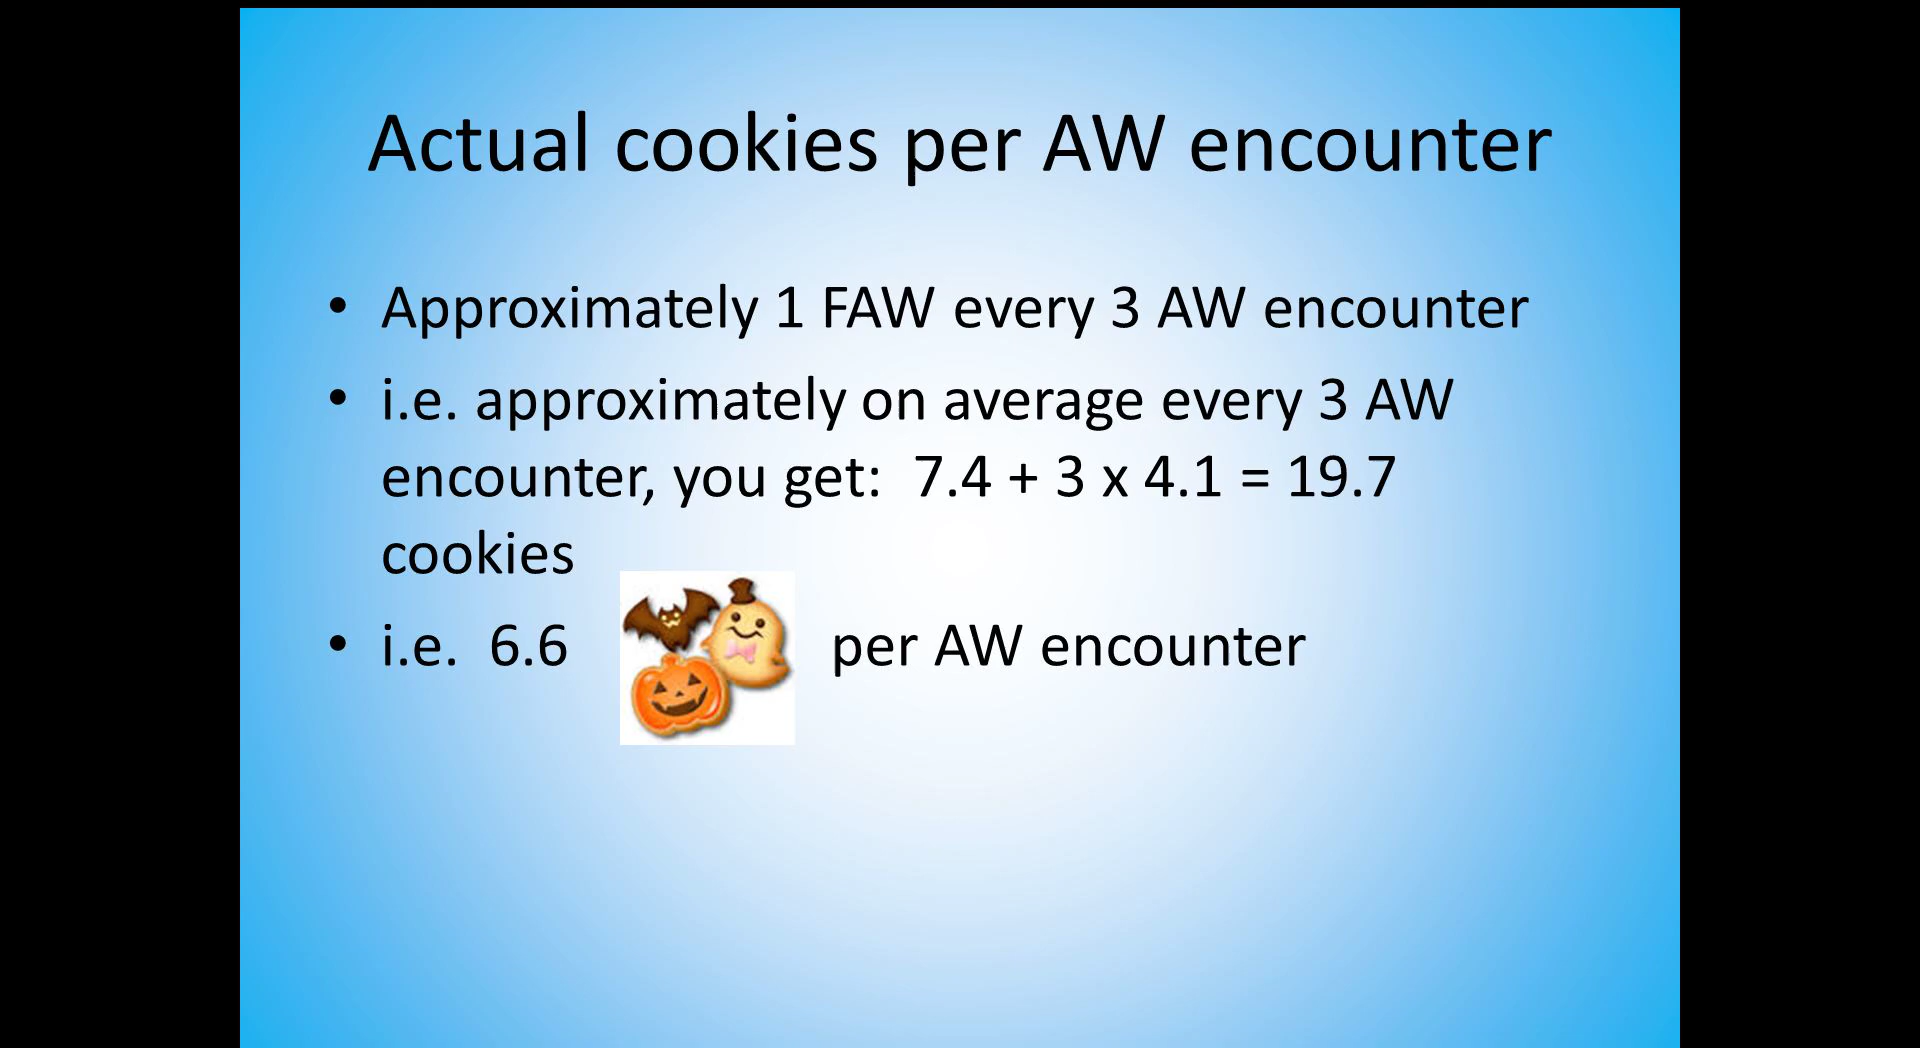 Actual cookies per AW encounter
• Approximately 1 FAW every 3 AW encounter
• i.e. approximately on average every 3 AW
encounter, you get: 7.4 + 3 x 4.1 = 19.7
cookies
• i.e. 6.6 per AW encounter